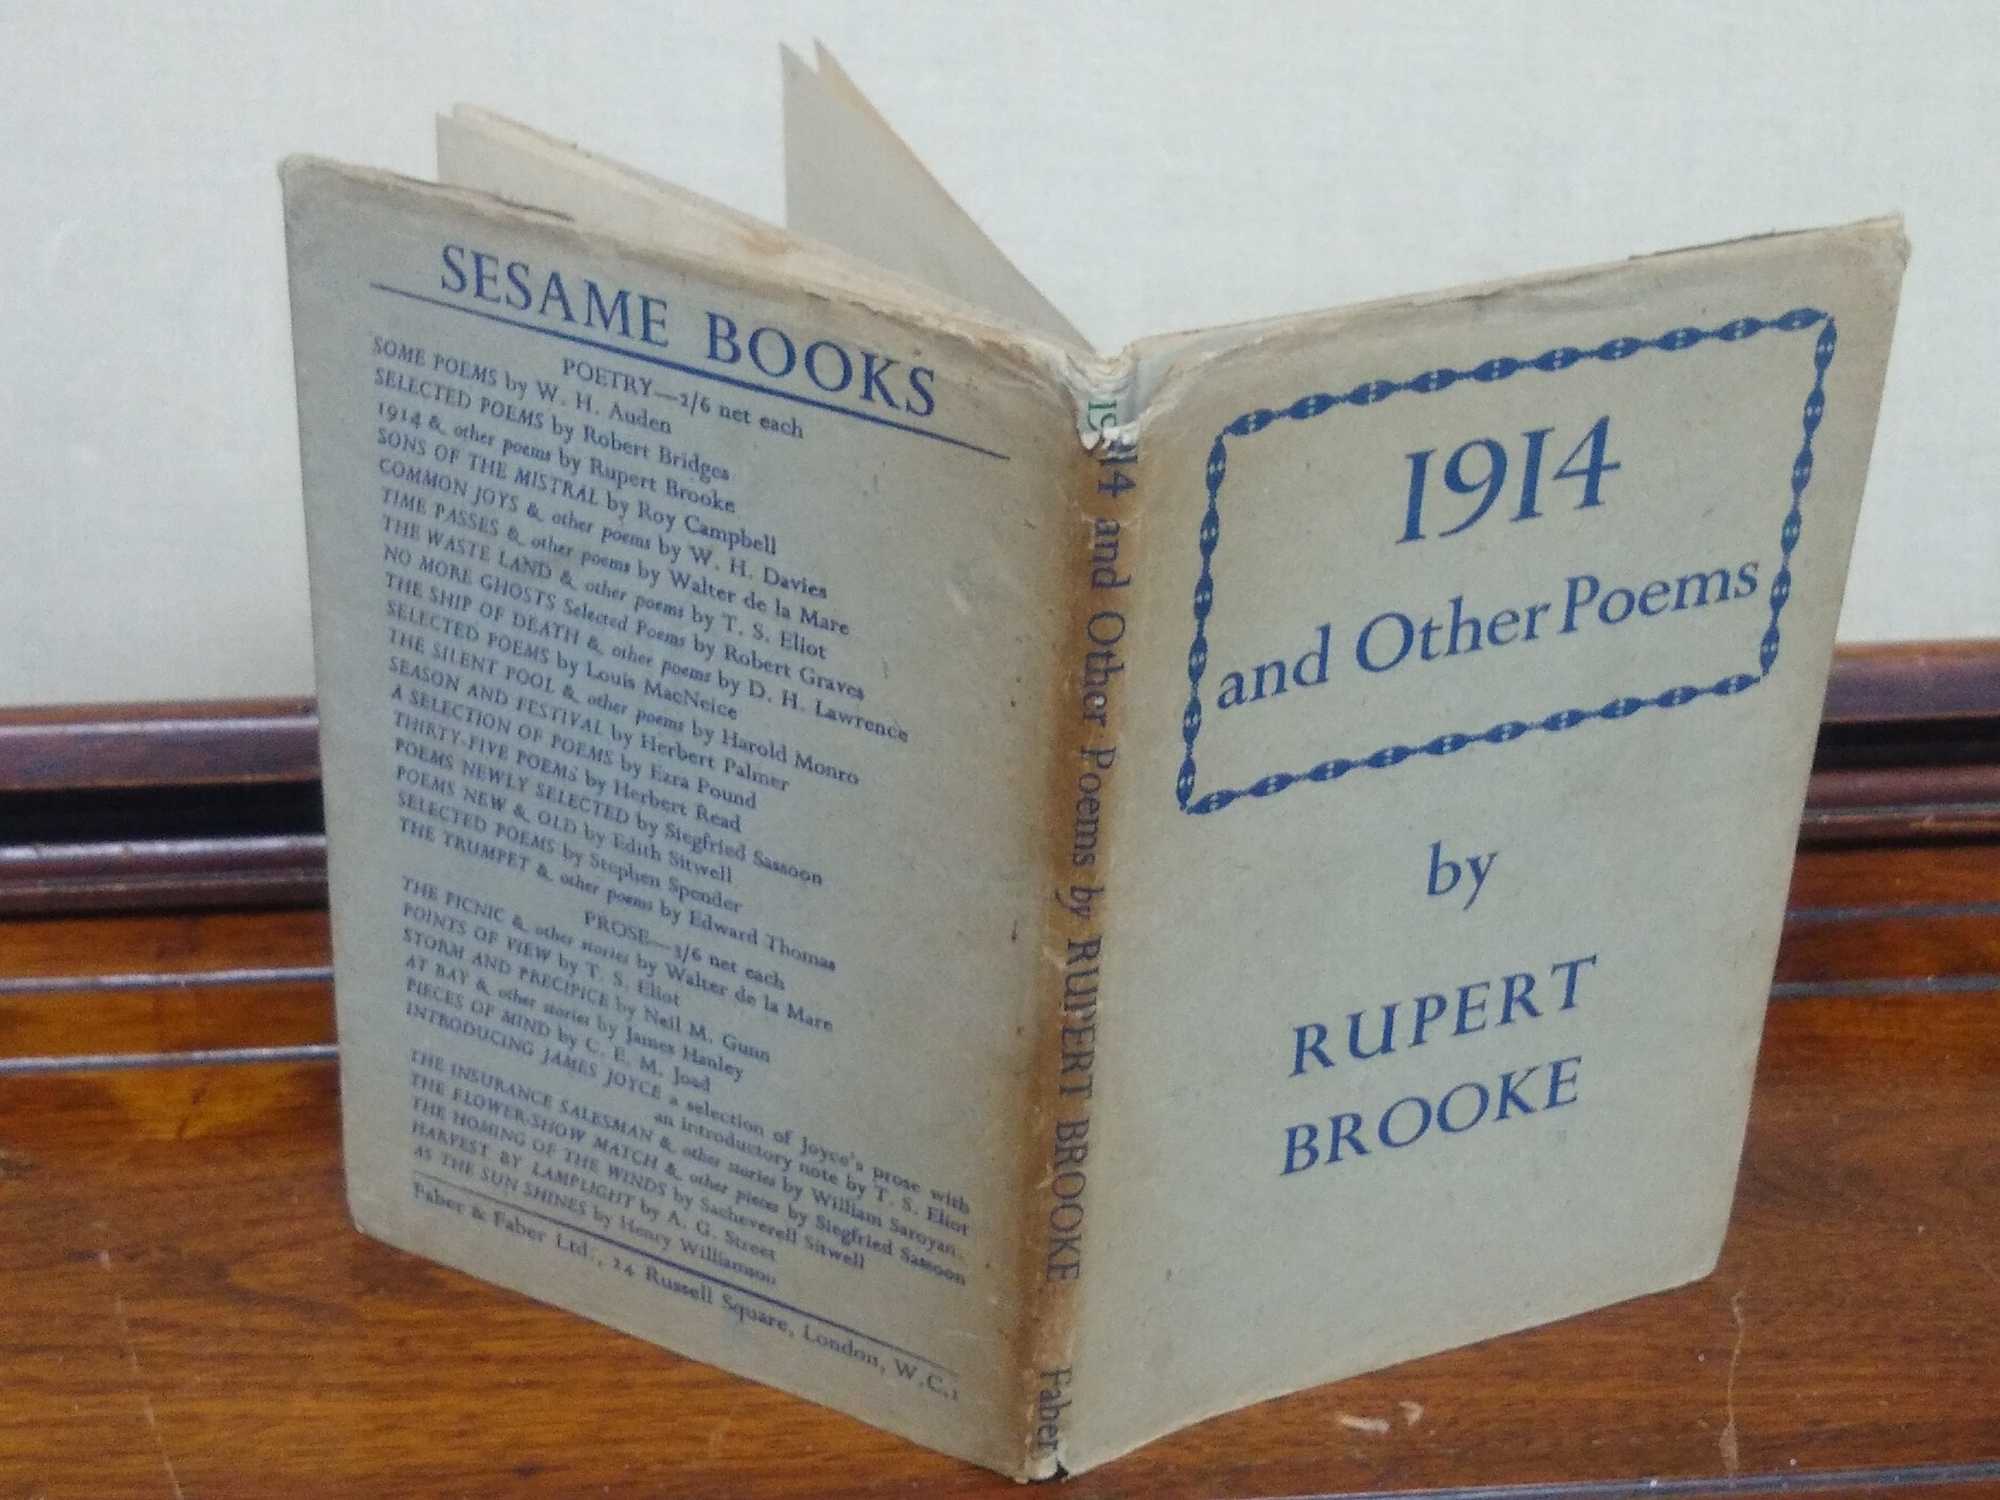 SESAME BOOKS
POETRY—2/6 net each
SOME POEMS by W. H. Auden
SELECTED POEMS by Robert Bridges
1914 & other poems by Rupert Brooke
SONS OF THE MISTRAL by Roy Campbell
COMMON JOYS & other poems by W. H. Davies
TIME PASSES & other poems by Walter de la Mare
THE WASTE LAND & other poems by T. S. Eliot
NO MORE GHOSTS Selected Poems by Robert Graves
THE SHIP OF DEATH & other poems by D. H. Lawrence
SELECTED POEMS by Louis MacNeice
THE SILENT POOL & other poems by Harold Monro
SEASON AND FESTIVAL by Herbert Palmer
A SELECTION OF POEMS by Ezra Pound
THIRTY-FIVE POEMS by Herbert Read
POEMS NEWLY SELECTED by Siegfried Sassoon
POEMS NEW & OLD by Edith Sitwell
SELECTED POEMS by Stephen Spender
THE TRUMPET & other poems by Edward Thomas
PROSE—3/6 net each
THE PICNIC & other stories by Walter de la Mare
POINTS OF VIEW by T. S. Eliot
STORM AND PRECIPICE by Neil M. Gunn
AT BAY & other stories by James Hanley
PIECES OF MIND by C. E. M. Joad
INTRODUCING JAMES JOYCE a selection of Joyce's prose with
an introductory note by T. S. Eliot
THE INSURANCE SALESMAN & other stories by William Saroyan.
THE FLOWER-SHOW MATCH & other pieces by Siegfried Sassoon
THE HOMING OF THE WINDS by Sacheverell Sitwell
HARVEST BY LAMPLIGHT by A. G. Street
AS THE SUN SHINES by Henry Williamson
Faber & Faber Ltd., 24 Russell Square, London, W.C.1
1914 and Other Poems by RUPERT BROOKE Faber
1914
and Other Poems
by
RUPERT
BROOKE